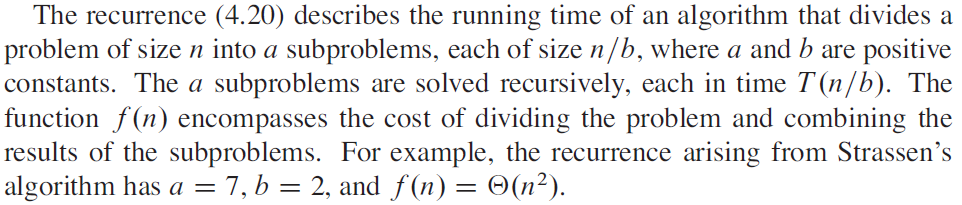 The recurrence (4.20) describes the running time of an algorithm that divides a
problem of size n into a subproblems, each of size n/b, where a and b are positive
constants. The a subproblems are solved recursively, each in time T(n/b). The
function f(n) encompasses the cost of dividing the problem and combining the
results of the subproblems. For example, the recurrence arising from Strassen's
algorithm has a = 7, b = 2, and f(n) = Θ(n²).